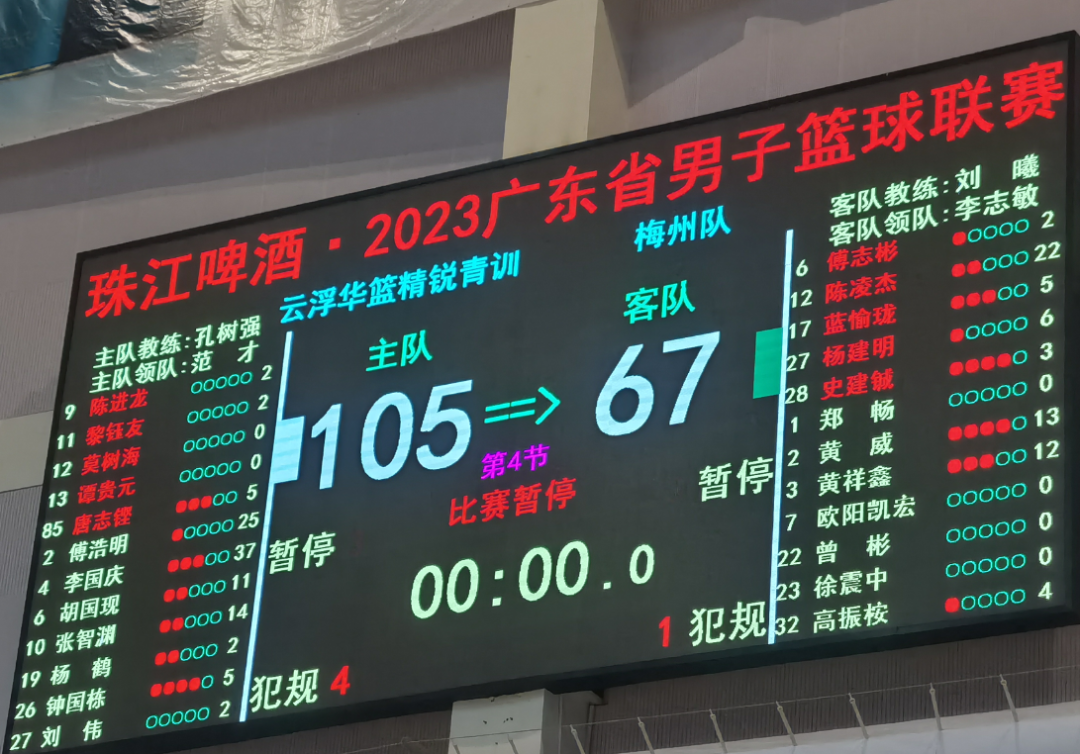 珠江啤酒·2023广东省男子篮球联赛
云浮华篮精锐青训
梅州队
主队教练:孔树强
主队领队:范 才
9 陈进龙 ○○○○○ 2
11 黎钰友 ○○○○○ 2
12 莫树海 ○○○○○ 0
13 谭贵元 ○○○○○ 0
85 唐志铿 ●●●○○ 5
2 傅浩明 ●○○○○ 25
4 李国庆 ●●●○○ 37
6 胡国现 ●●○○○ 11
10 张智渊 ●●○○○ 14
19 杨 鹤 ●●○○○ 2
26 钟国栋 ●●●●○ 5
27 刘 伟 ○○○○○ 2
主队
客队
105 ==> 67
第4节
比赛暂停
暂停
暂停
00:00.0
犯规 4
1 犯规
客队教练:刘 曦
客队领队:李志敏
6 傅志彬 ●○○○○ 2
12 陈凌杰 ●●○○○ 22
17 蓝愉珑 ●●●○○ 5
27 杨建明 ●○○○○ 6
28 史建铖 ●●●●○ 3
1 郑 畅 ○○○○○ 0
2 黄 威 ●●●●○ 13
3 黄祥鑫 ●●●○○ 12
7 欧阳凯宏 ○○○○○ 0
22 曾 彬 ○○○○○ 0
23 徐震中 ○○○○○ 0
32 高振桉 ●○○○○ 4